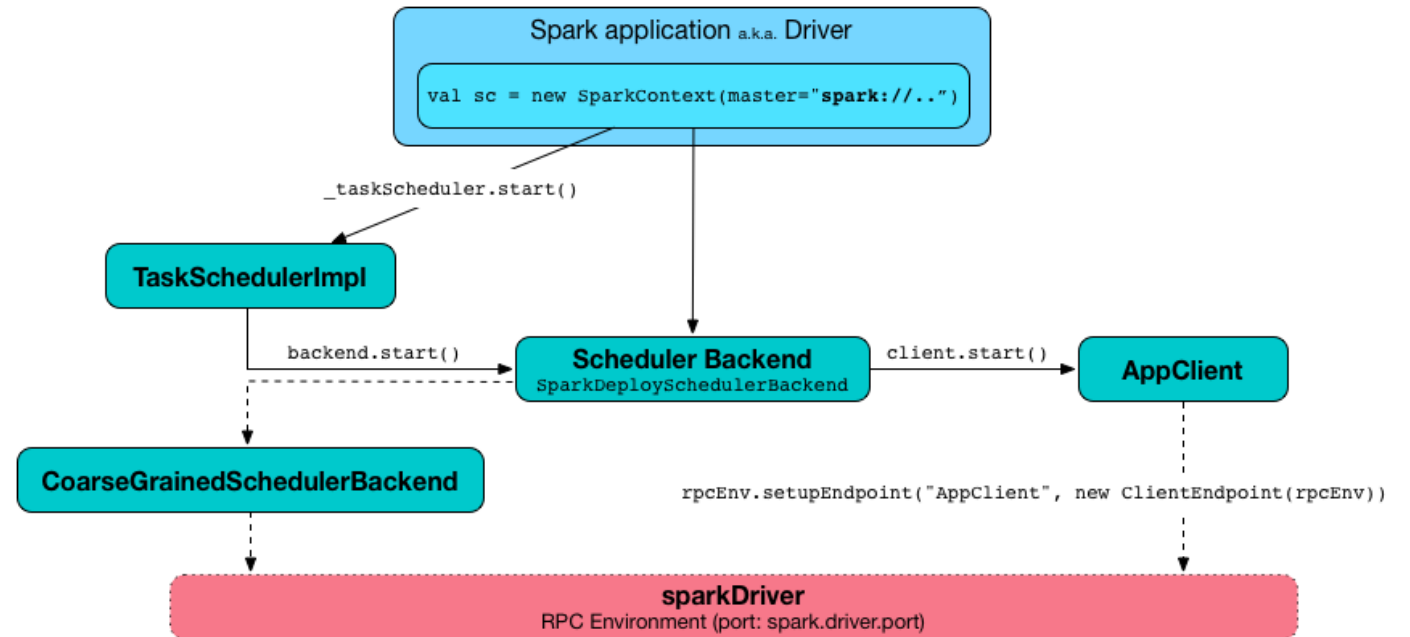 Spark application a.k.a. Driver
val sc = new SparkContext(master="spark://..”)
_taskScheduler.start()
TaskSchedulerImpl
backend.start()
Scheduler Backend
SparkDeploySchedulerBackend
client.start()
AppClient
CoarseGrainedSchedulerBackend
rpcEnv.setupEndpoint("AppClient", new ClientEndpoint(rpcEnv))
sparkDriver
RPC Environment (port: spark.driver.port)